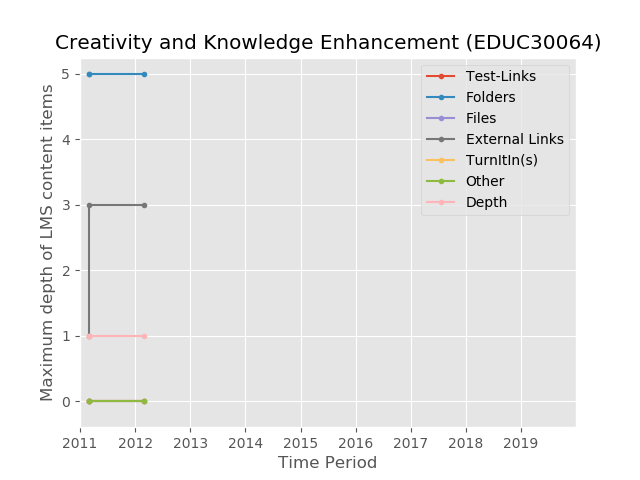 Creativity and Knowledge Enhancement (EDUC30064)
Maximum depth of LMS content items
5
4
3
2
1
0
Test-Links
Folders
Files
External Links
TurnItIn(s)
Other
Depth
2011 2012 2013 2014 2015 2016 2017 2018 2019
Time Period